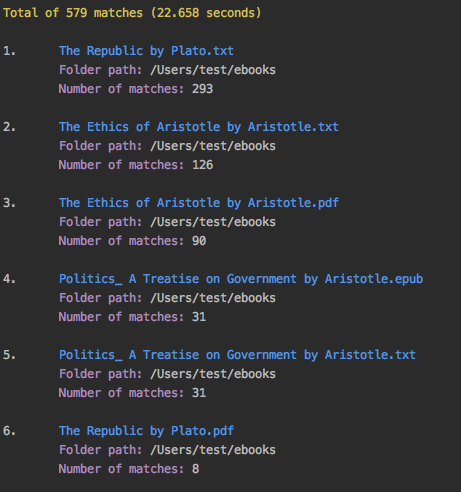 Total of 579 matches (22.658 seconds)
1. The Republic by Plato.txt
Folder path: /Users/test/ebooks
Number of matches: 293
2. The Ethics of Aristotle by Aristotle.txt
Folder path: /Users/test/ebooks
Number of matches: 126
3. The Ethics of Aristotle by Aristotle.pdf
Folder path: /Users/test/ebooks
Number of matches: 90
4. Politics_ A Treatise on Government by Aristotle.epub
Folder path: /Users/test/ebooks
Number of matches: 31
5. Politics_ A Treatise on Government by Aristotle.txt
Folder path: /Users/test/ebooks
Number of matches: 31
6. The Republic by Plato.pdf
Folder path: /Users/test/ebooks
Number of matches: 8